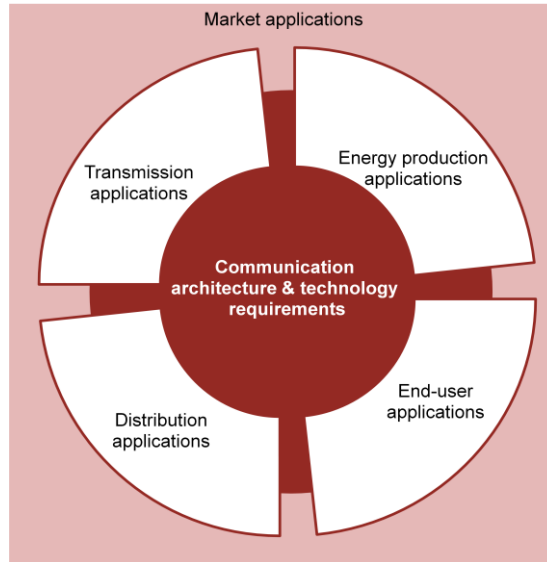 Market applications
Transmission
applications
Energy production
applications
Communication
architecture & technology
requirements
Distribution
applications
End-user
applications